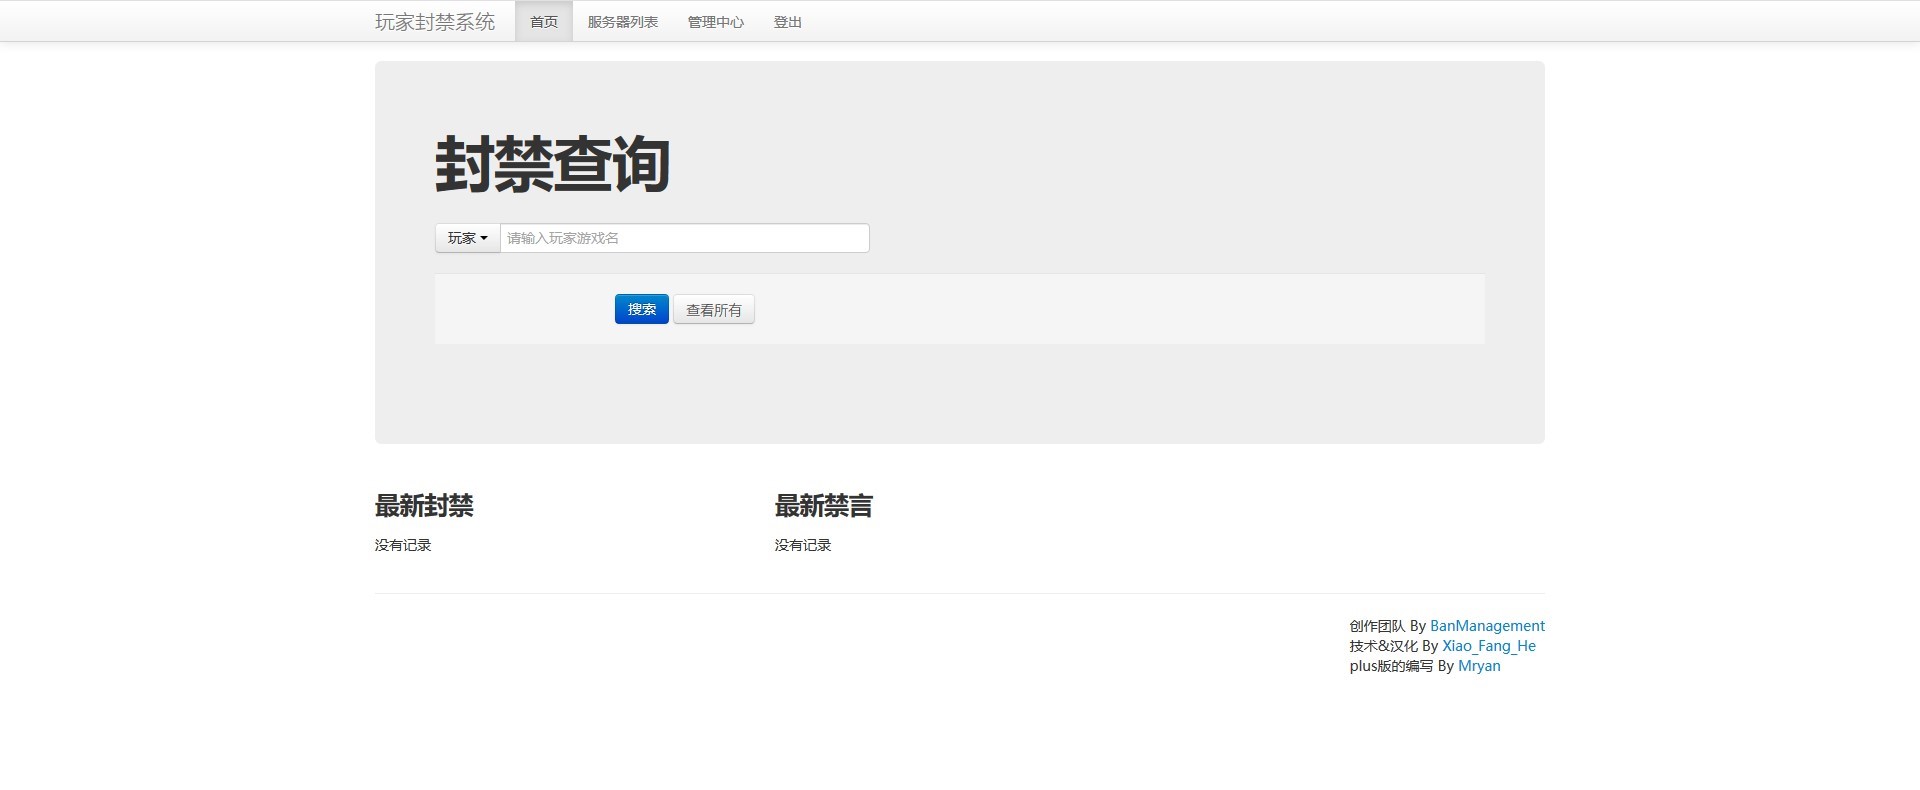 玩家封禁系统 首页 服务器列表 管理中心 登出
封禁查询
玩家 请输入玩家游戏名
搜索 查看所有
最新封禁 最新禁言
没有记录 没有记录
创作团队 By BanManagement
技术&汉化 By Xiao_Fang_He
plus版的编写 By Mryan